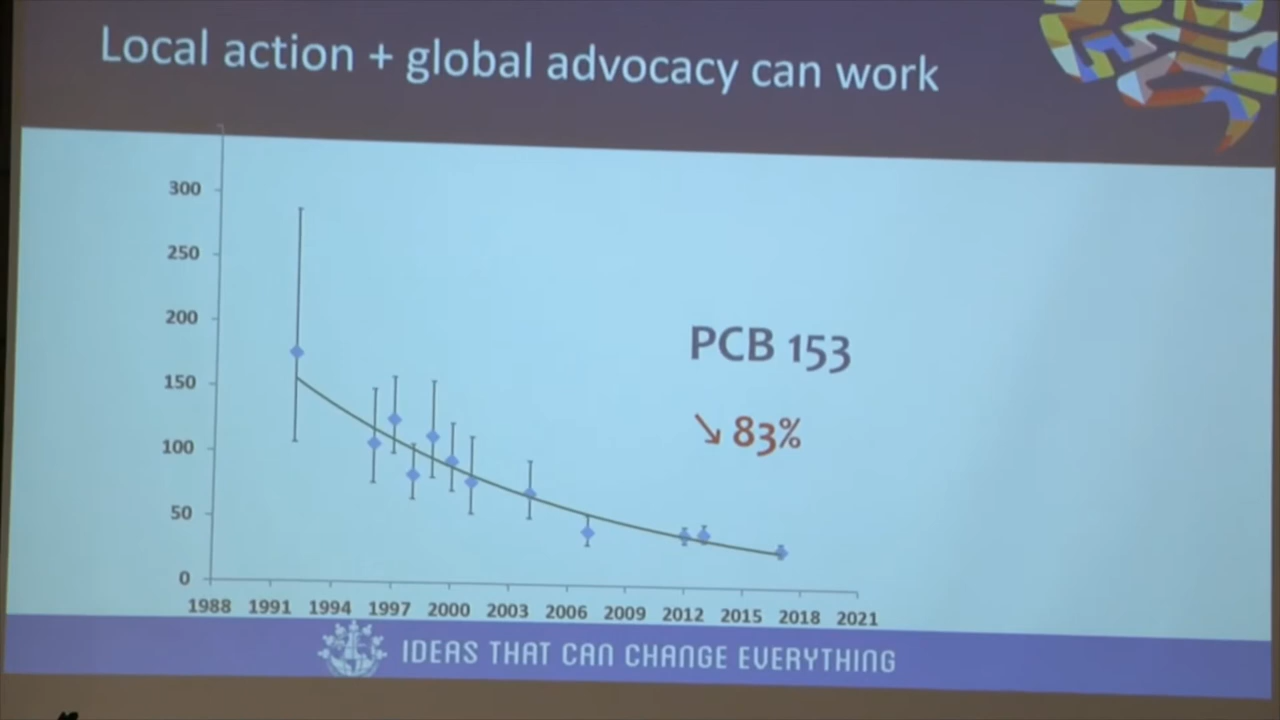 Local action + global advocacy can work
300
250
200
150
100
50
0
PCB 153
↘ 83%
1988 1991 1994 1997 2000 2003 2006 2009 2012 2015 2018 2021
IDEAS THAT CAN CHANGE EVERYTHING